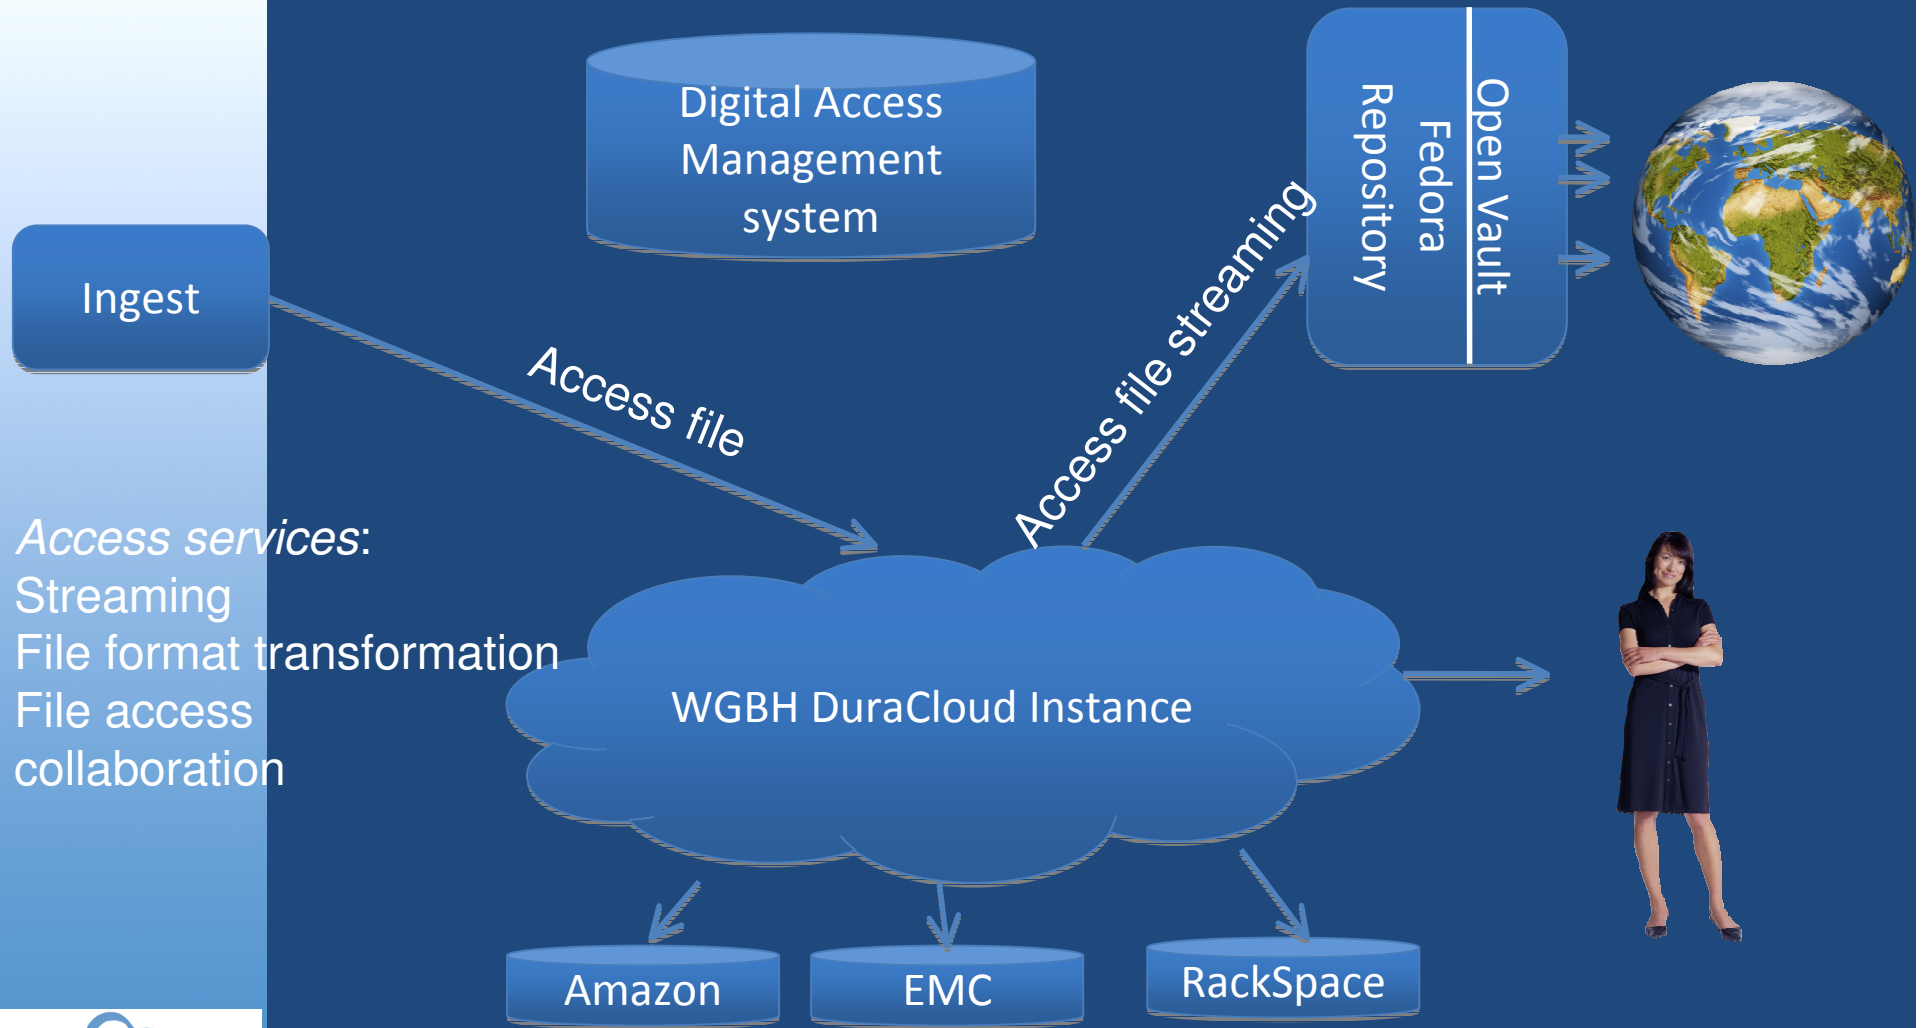 Digital Access
Management
system
Open Vault
Fedora
Repository
Ingest
Access file
Access file streaming
Access services:
Streaming
File format transformation
File access
collaboration
WGBH DuraCloud Instance
Amazon
EMC
RackSpace